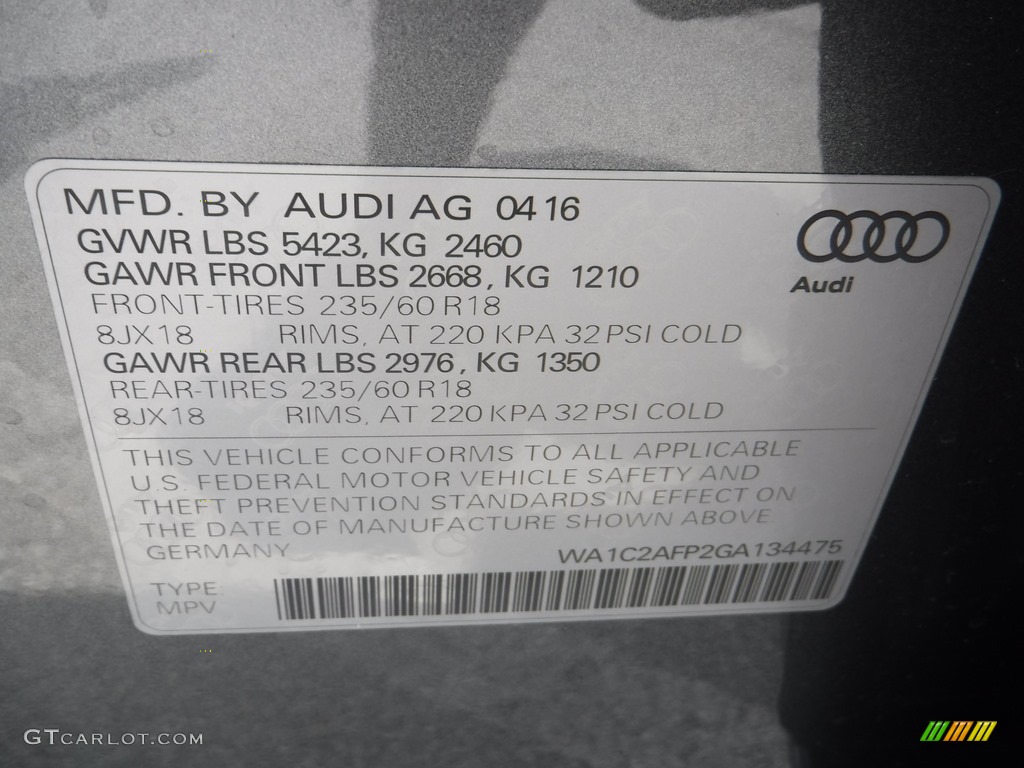 MFD. BY AUDI AG 04 16
GVWR LBS 5423, KG 2460
GAWR FRONT LBS 2668, KG 1210
FRONT-TIRES 235/60 R18
8JX18 RIMS, AT 220 KPA 32 PSI COLD
GAWR REAR LBS 2976, KG 1350
REAR-TIRES 235/60 R18
8JX18 RIMS, AT 220 KPA 32 PSI COLD
Audi
THIS VEHICLE CONFORMS TO ALL APPLICABLE
U.S. FEDERAL MOTOR VEHICLE SAFETY AND
THEFT PREVENTION STANDARDS IN EFFECT ON
THE DATE OF MANUFACTURE SHOWN ABOVE
GERMANY WA1C2AFP2GA134475
TYPE
MPV
GTCARLOT.COM